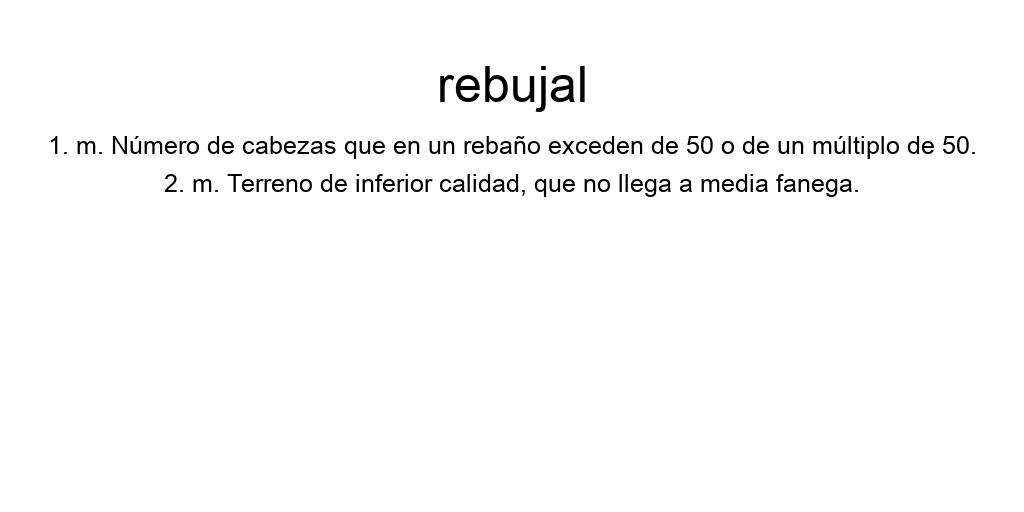 rebujal
1. m. Número de cabezas que en un rebaño exceden de 50 o de un múltiplo de 50.
2. m. Terreno de inferior calidad, que no llega a media fanega.